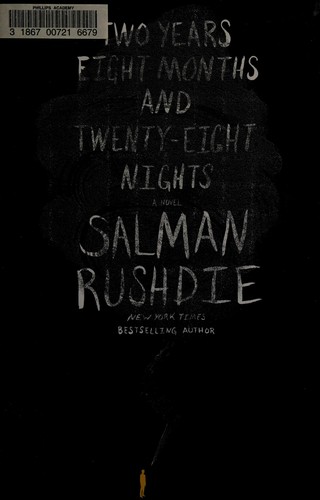 PHILLIPS ACADEMY
3 1867 00721 6679
TWO YEARS
EIGHT MONTHS
AND
TWENTY-EIGHT
NIGHTS
A NOVEL
SALMAN
RUSHDIE
NEW YORK TIMES
BESTSELLING AUTHOR